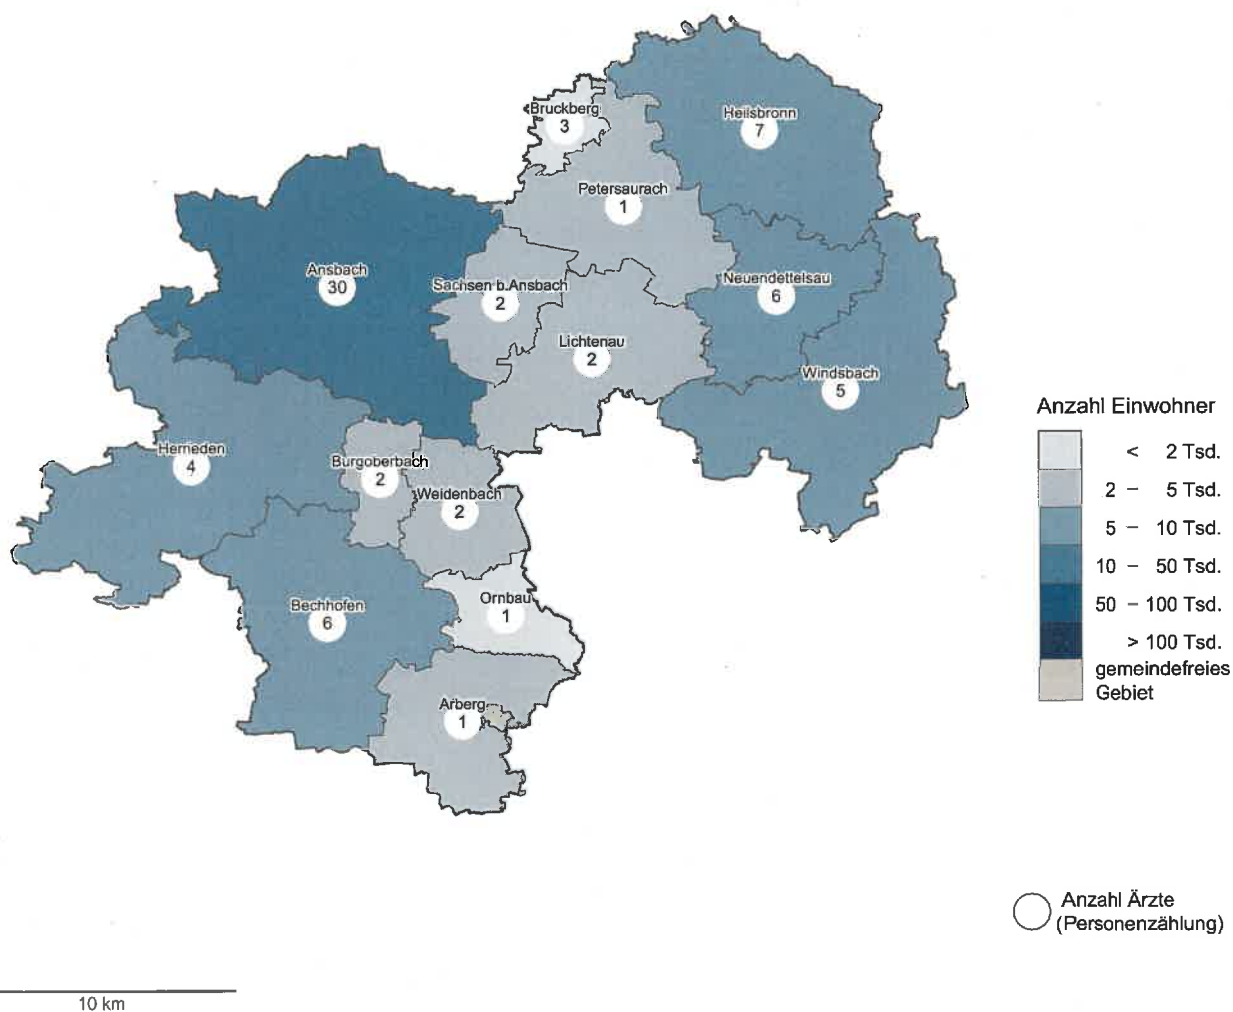 Bruckberg
3
Heilsbronn
7
Petersaurach
1
Ansbach
30
Sachsen b.Ansbach
2
Neuendettelsau
6
Lichtenau
2
Windsbach
5
Herrieden
4
Burgoberbach
2
Weidenbach
2
Bechhofen
6
Ornbau
1
Arberg
1
Anzahl Einwohner
< 2 Tsd.
2 – 5 Tsd.
5 – 10 Tsd.
10 – 50 Tsd.
50 – 100 Tsd.
> 100 Tsd.
gemeindefreies
Gebiet
Anzahl Ärzte
(Personenzählung)
10 km